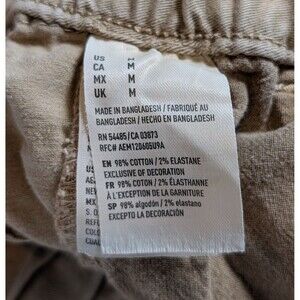 US M
CA M
MX M
UK M
MADE IN BANGLADESH / FABRIQUÉ AU
BANGLADESH / HECHO EN BANGLADESH
RN 54485/CA 03873
RFC# AEM120605U9A
EN 98% COTTON / 2% ELASTANE
EXCLUSIVE OF DECORATION
FR 98% COTON / 2% ÉLASTHANNE
À L'EXCEPTION DE LA GARNITURE
SP 98% algodón / 2% elastano
EXCEPTO LA DECORACIÓN